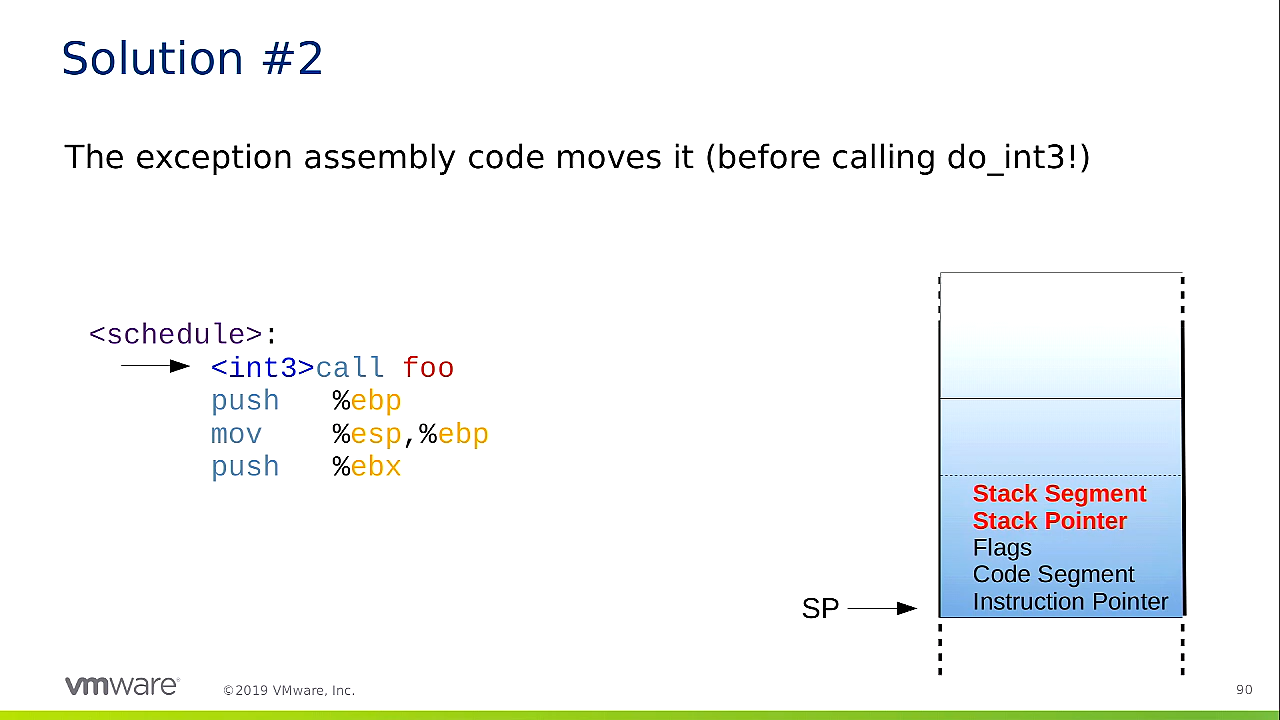 Solution #2
The exception assembly code moves it (before calling do_int3!)
<schedule>:
<int3>call foo
push %ebp
mov %esp,%ebp
push %ebx
Stack Segment
Stack Pointer
Flags
Code Segment
Instruction Pointer
SP
vmware
©2019 VMware, Inc.
90